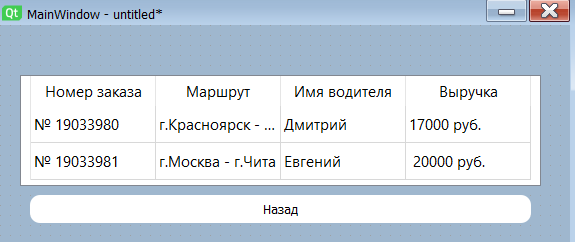 Qt MainWindow - untitled*
Номер заказа Маршрут Имя водителя Выручка
№ 19033980 г.Красноярск - ... Дмитрий 17000 руб.
№ 19033981 г.Москва - г.Чита Евгений 20000 руб.
Назад